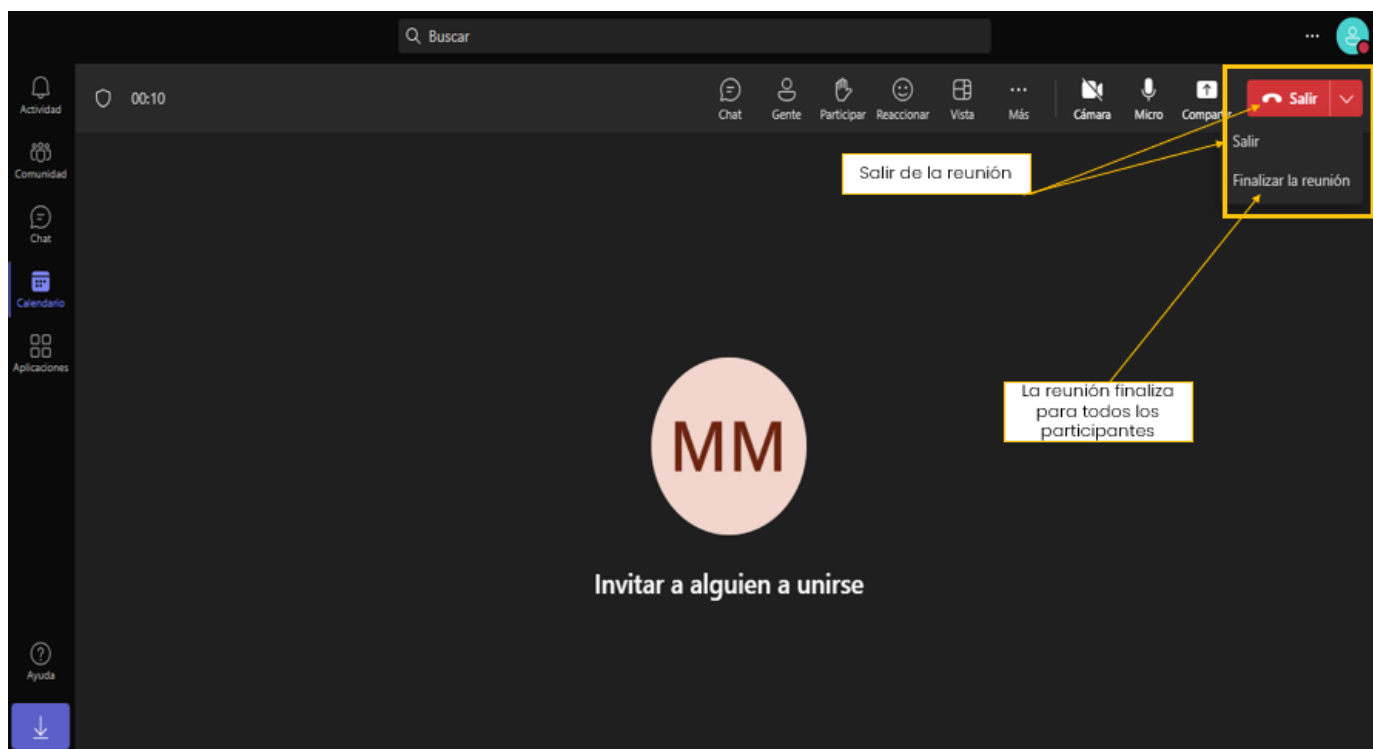 Buscar
Actividad
00:10
Chat
Gente
Participar
Reaccionar
Vista
Más
Cámara
Micro
Compartir
Salir
Salir
Finalizar la reunión
Salir de la reunión
Comunidad
Chat
Calendario
Aplicaciones
La reunión finaliza
para todos los
participantes
MM
Invitar a alguien a unirse
Ayuda